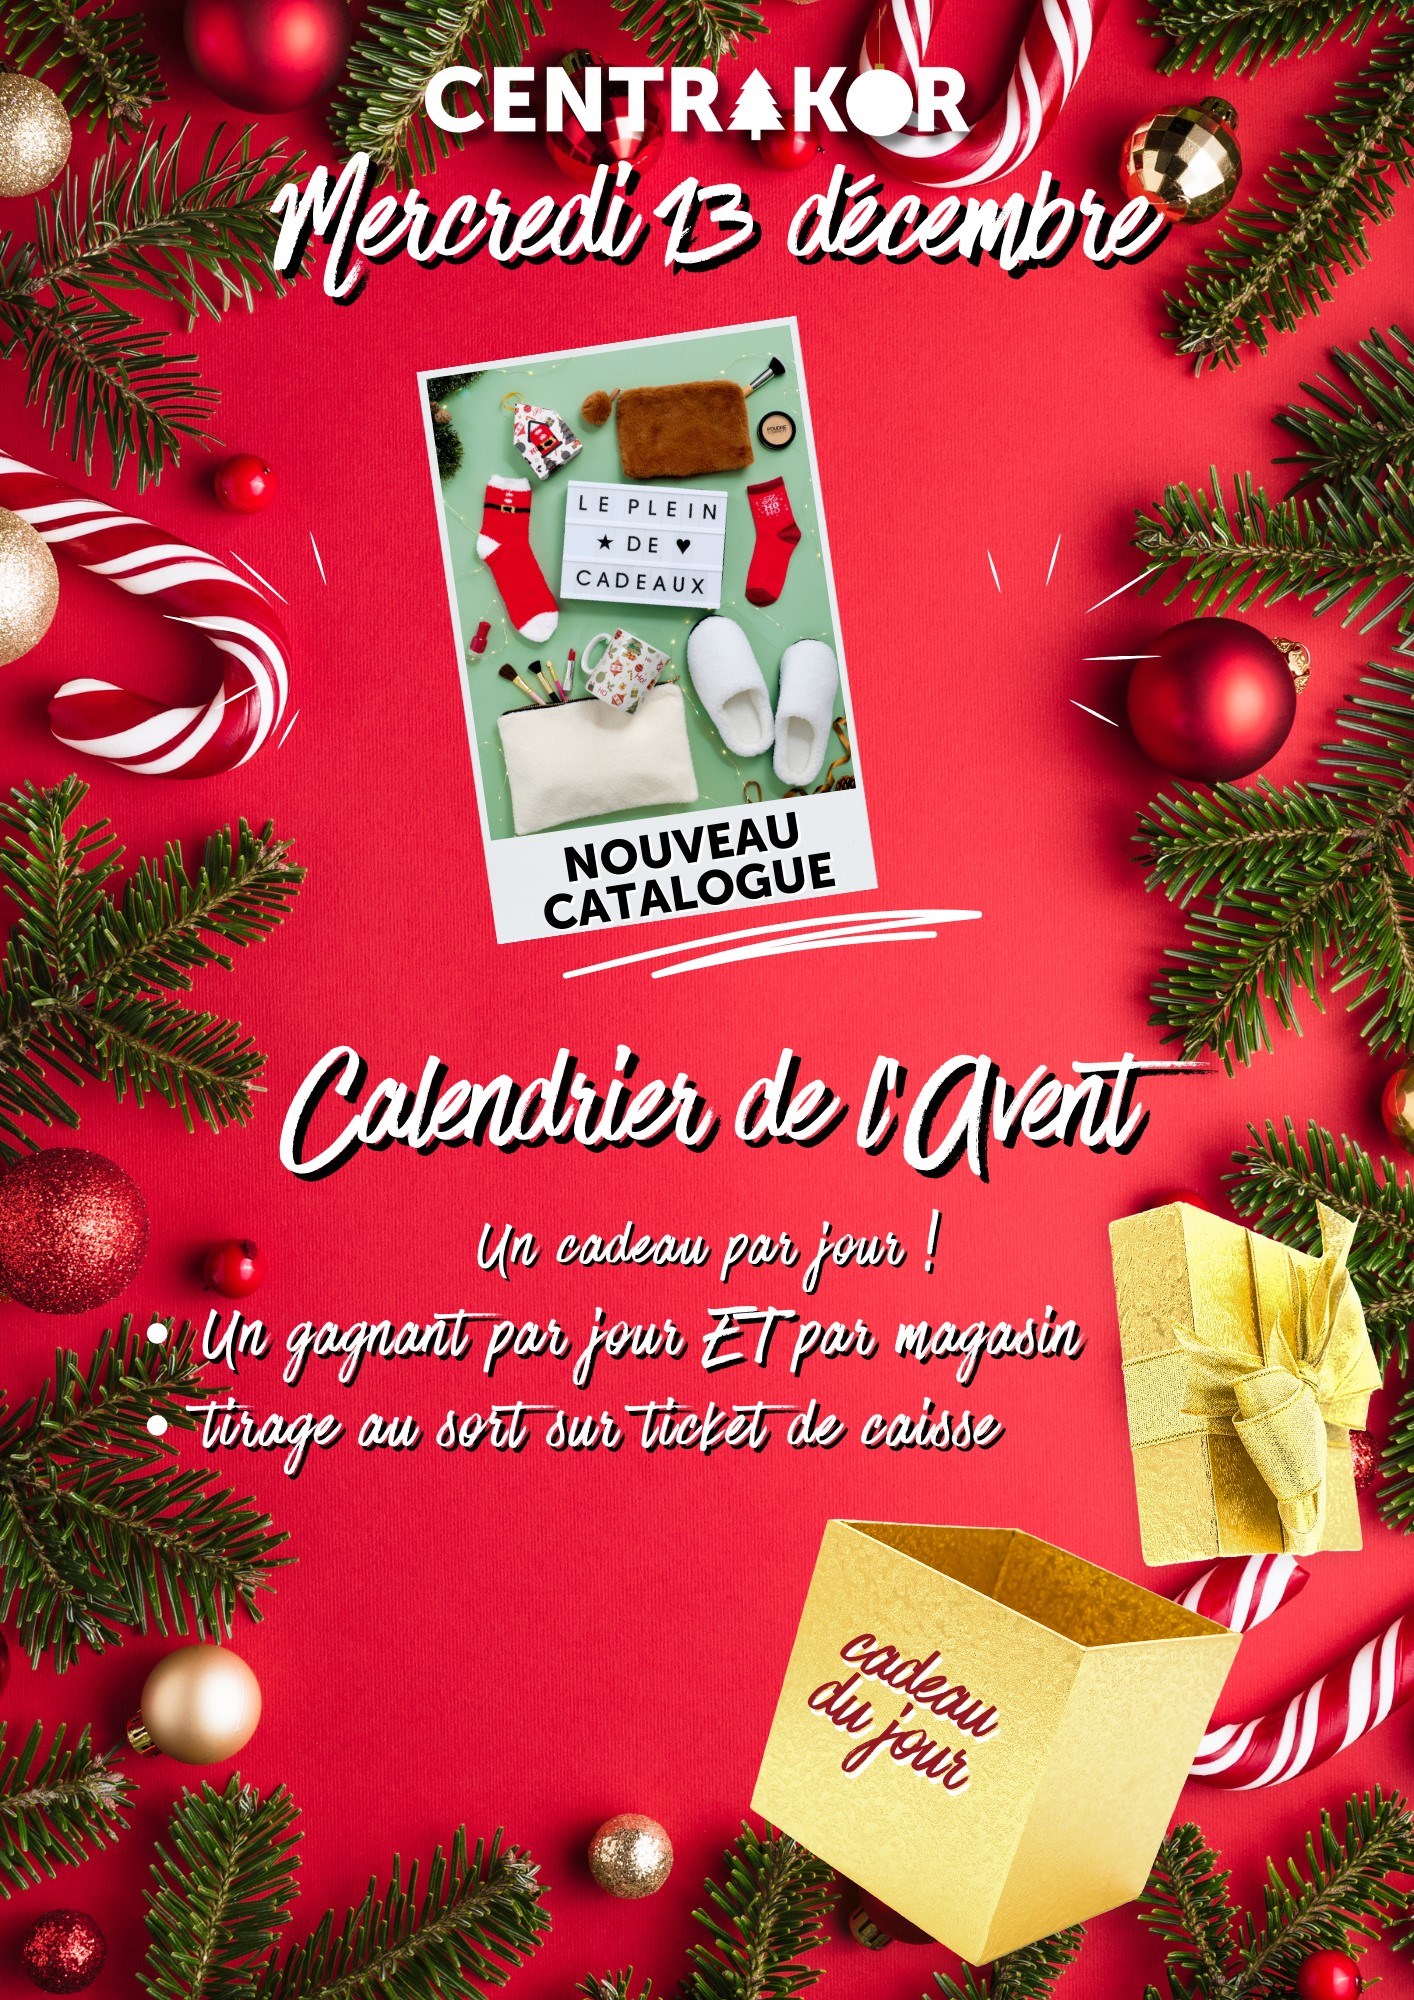 CENTRAKOR
Mercredi 13 décembre
POUDRE
LE PLEIN
★ DE ♥
CADEAUX
NOUVEAU
CATALOGUE
Calendrier de l'Avent
Un cadeau par jour !
• Un gagnant par jour ET par magasin
• tirage au sort sur ticket de caisse
cadeau
du jour